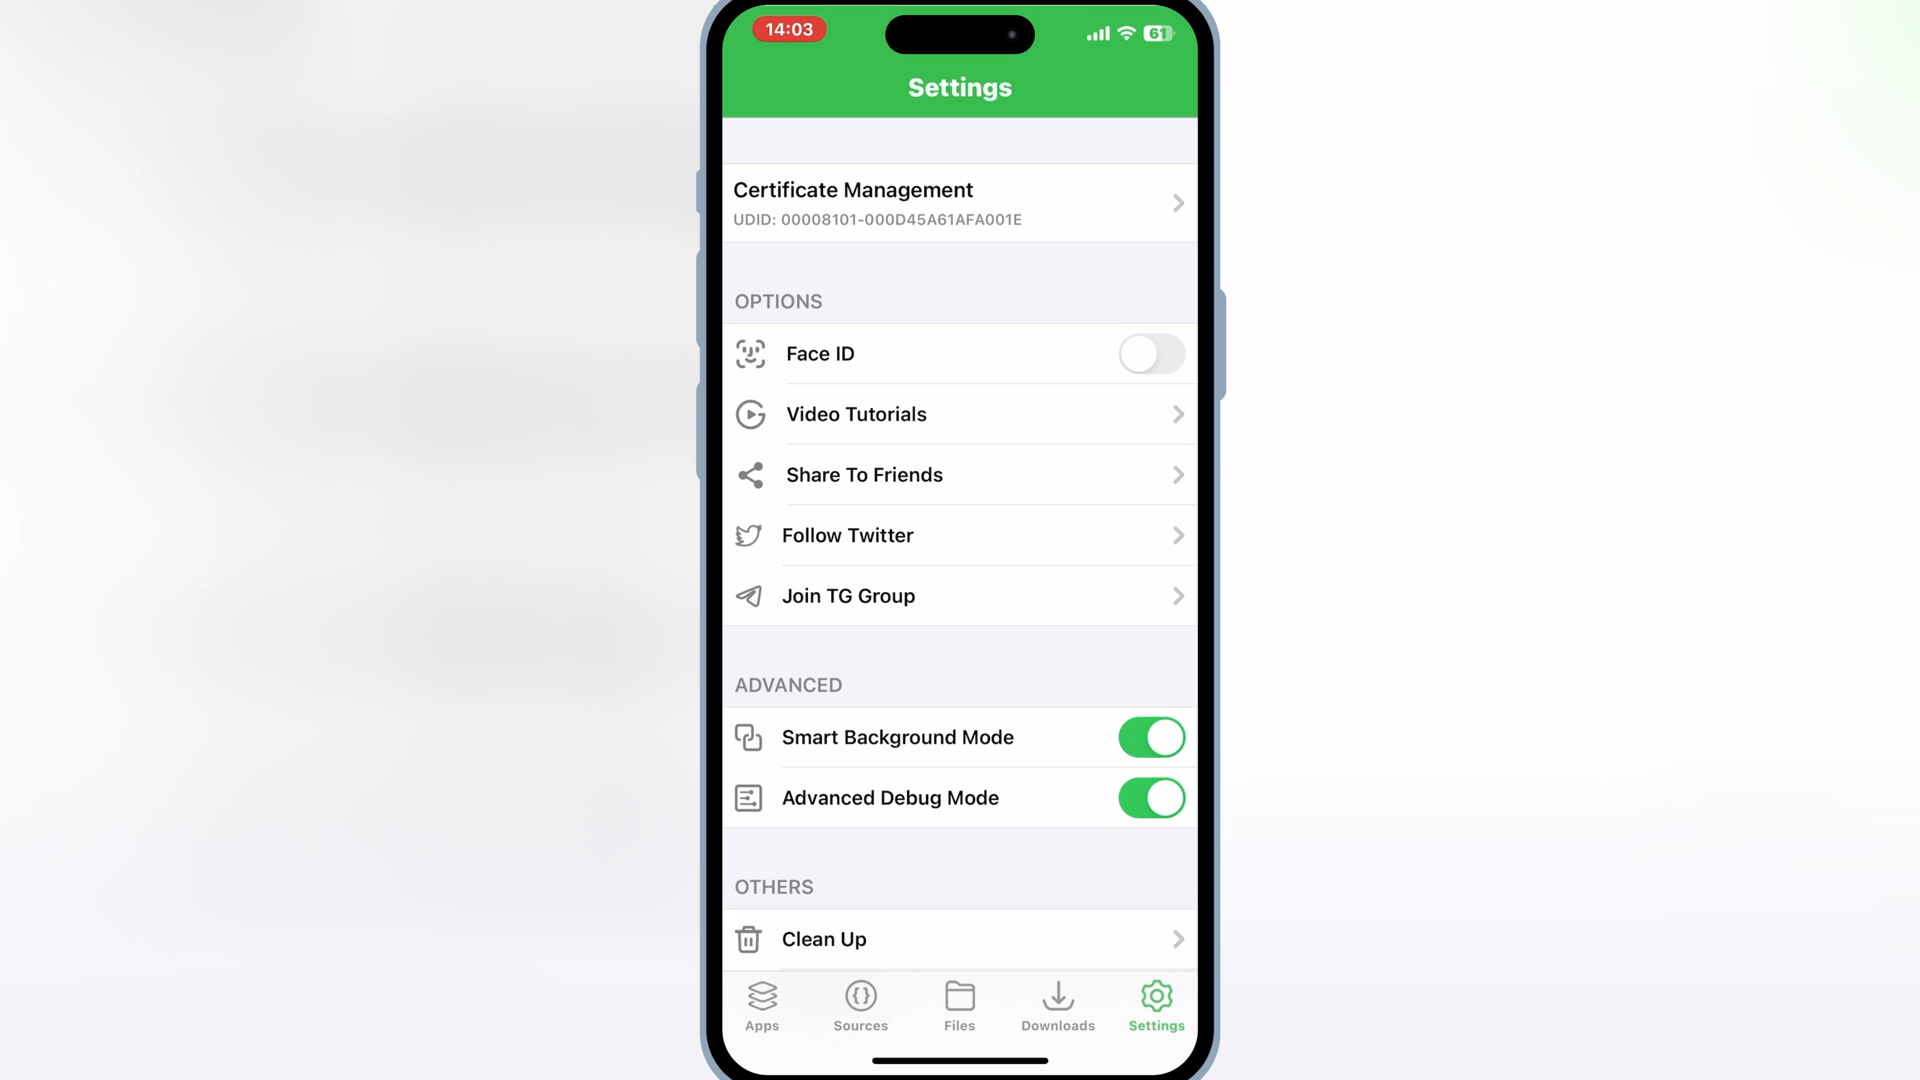 14:03
61
Settings
Certificate Management
UDID: 00008101-000D45A61AFA001E
OPTIONS
Face ID
Video Tutorials
Share To Friends
Follow Twitter
Join TG Group
ADVANCED
Smart Background Mode
Advanced Debug Mode
OTHERS
Clean Up
Apps
Sources
Files
Downloads
Settings